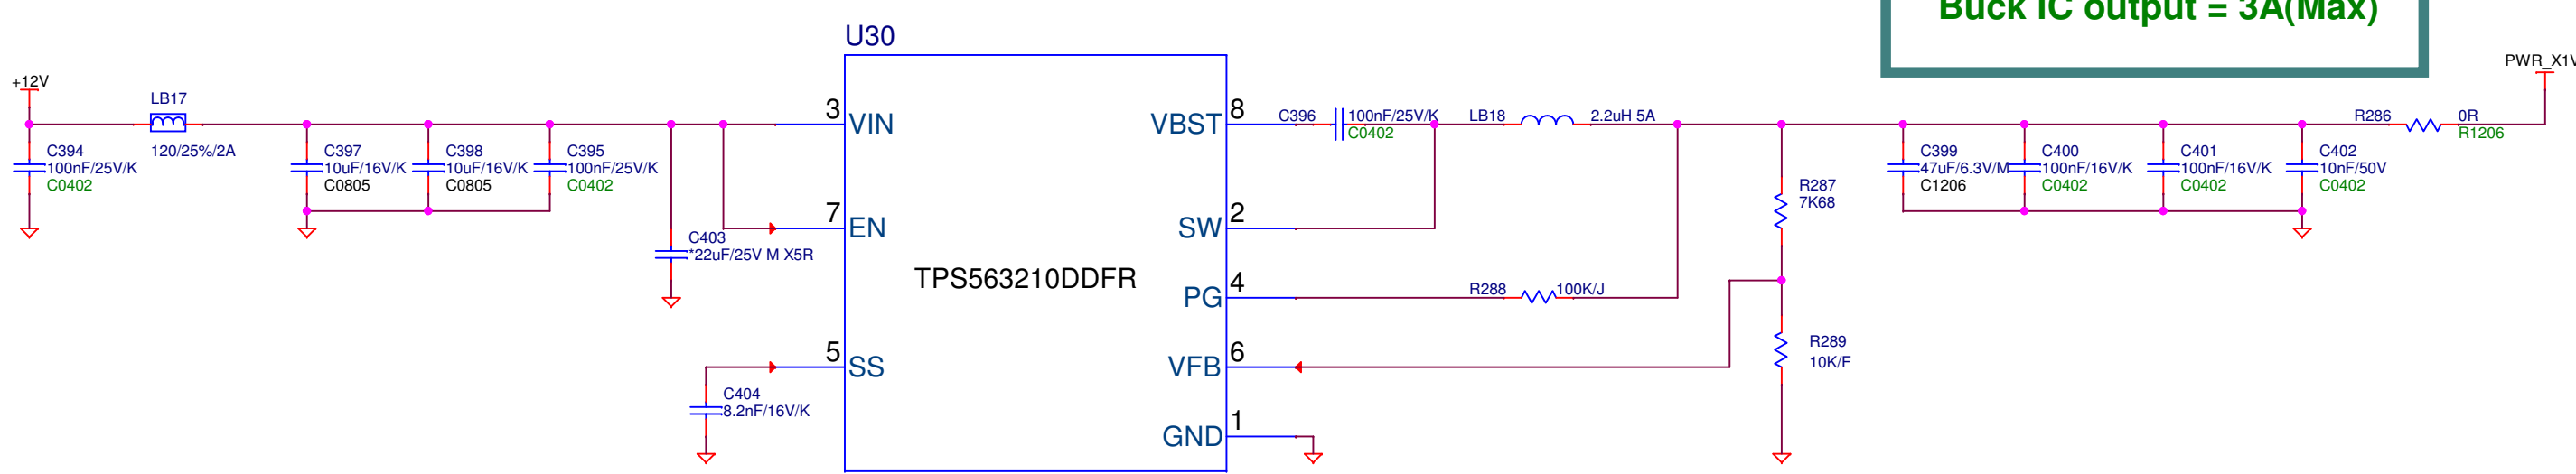 Buck IC output = 3A(Max)
U30
+12V
PWR_X1V
LB17
120/25%/2A
C394
100nF/25V/K
C0402
C397
10uF/16V/K
C0805
C398
10uF/16V/K
C0805
C395
100nF/25V/K
C0402
C403
*22uF/25V M X5R
C404
8.2nF/16V/K
3
VIN
7
EN
5
SS
TPS563210DDFR
VBST
8
SW
2
PG
4
VFB
6
GND
1
C396
100nF/25V/K
C0402
LB18
2.2uH 5A
R288
100K/J
R287
7K68
R289
10K/F
C399
47uF/6.3V/M
C1206
C400
100nF/16V/K
C0402
C401
100nF/16V/K
C0402
C402
10nF/50V
C0402
R286
0R
R1206